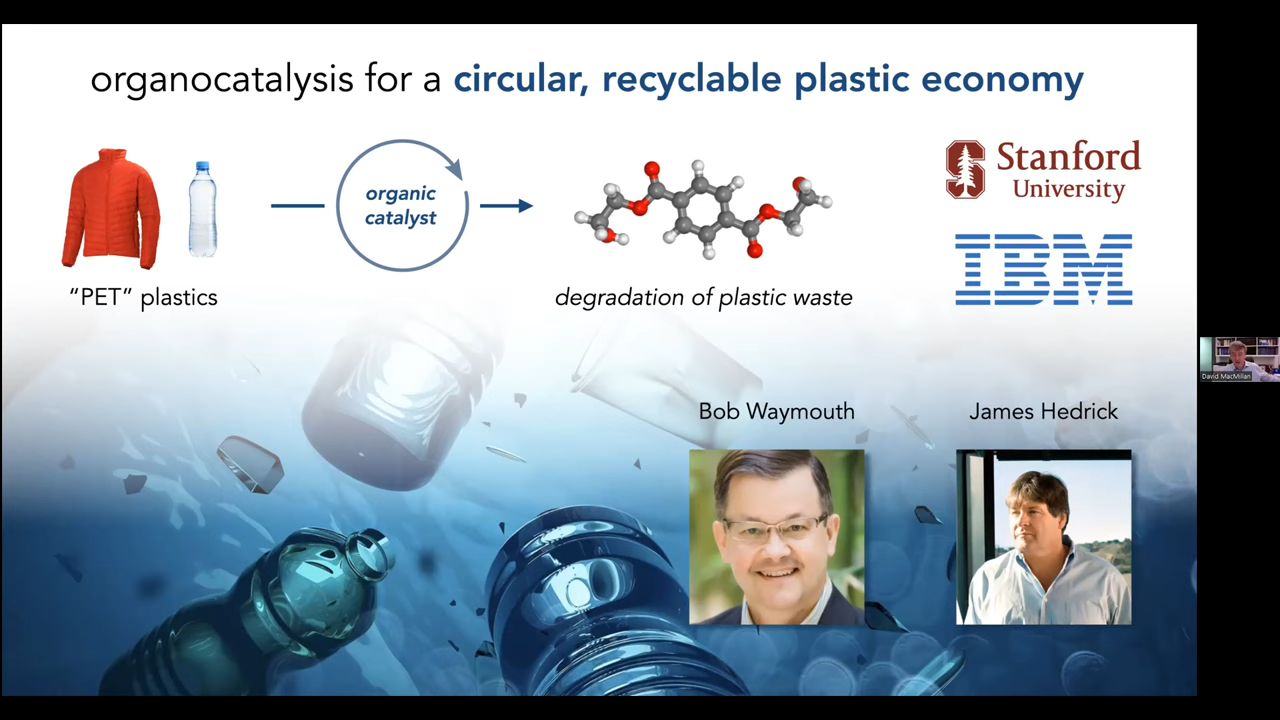 organocatalysis for a circular, recyclable plastic economy
organic
catalyst
Stanford
University
IBM
"PET" plastics
degradation of plastic waste
David MacMillan
Bob Waymouth
James Hedrick